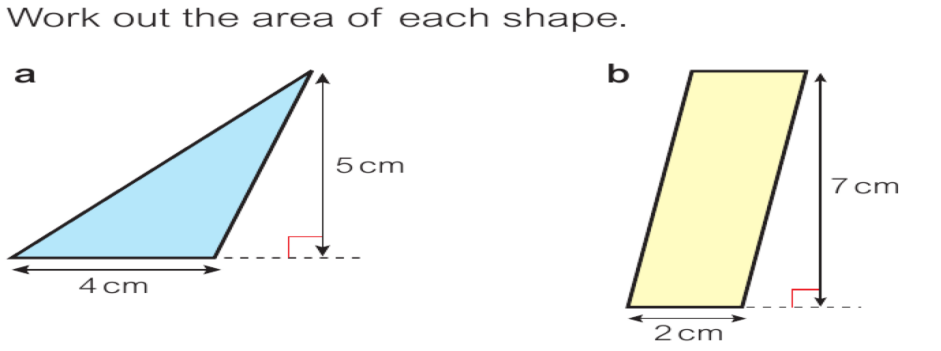 Work out the area of each shape.
a
b
5 cm
7 cm
4 cm
2 cm